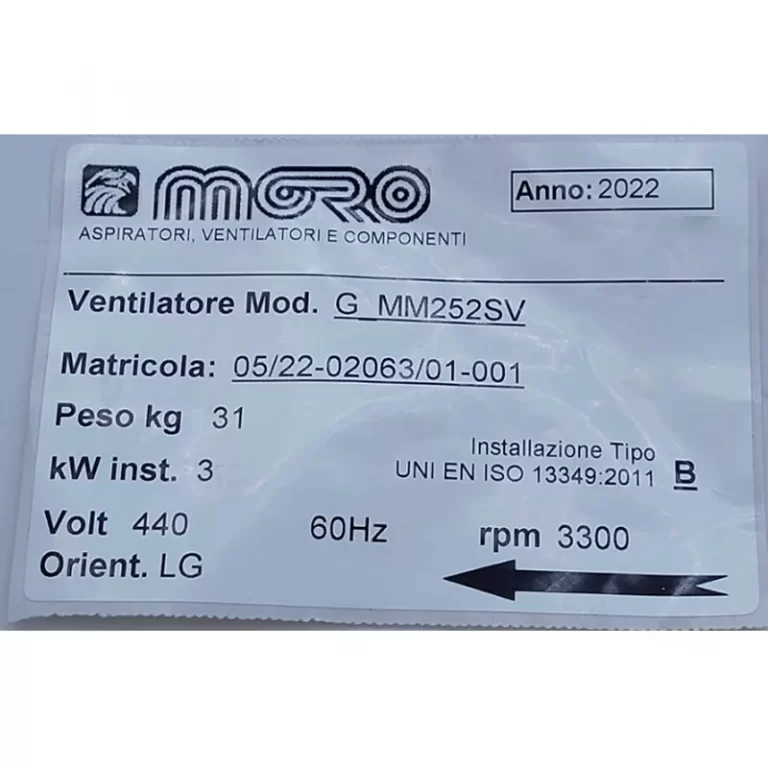 MORO
Anno: 2022
ASPIRATORI, VENTILATORI E COMPONENTI
Ventilatore Mod. G_MM252SV
Matricola: 05/22-02063/01-001
Peso kg 31
Installazione Tipo
kW inst. 3
UNI EN ISO 13349:2011 B
Volt 440 60Hz rpm 3300
Orient. LG